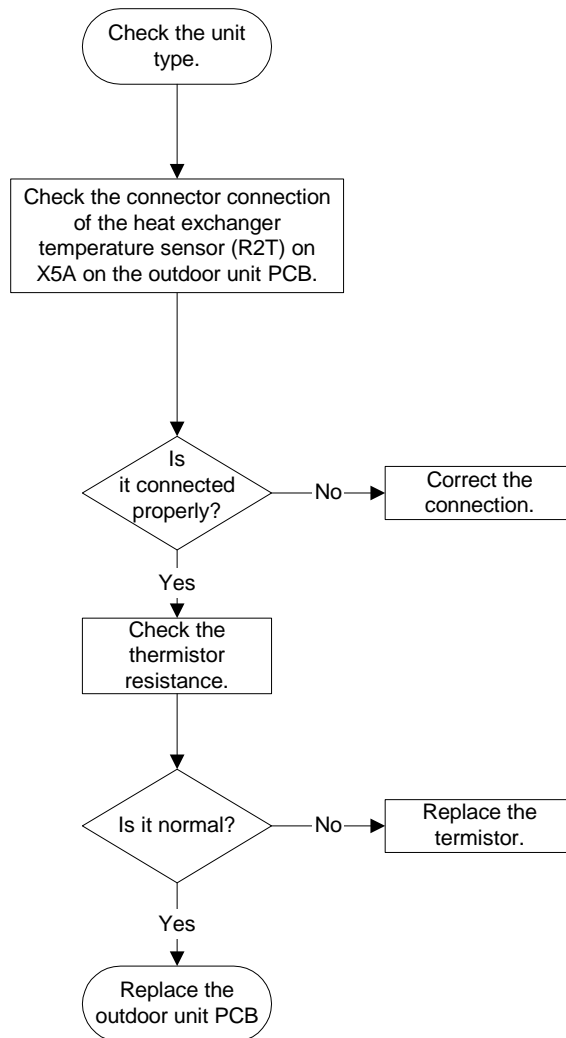 Check the unit
type.
Check the connector connection
of the heat exchanger
temperature sensor (R2T) on
X5A on the outdoor unit PCB.
Is
it connected
properly?
No
Correct the
connection.
Yes
Check the
thermistor
resistance.
Is it normal?
No
Replace the
termistor.
Yes
Replace the
outdoor unit PCB